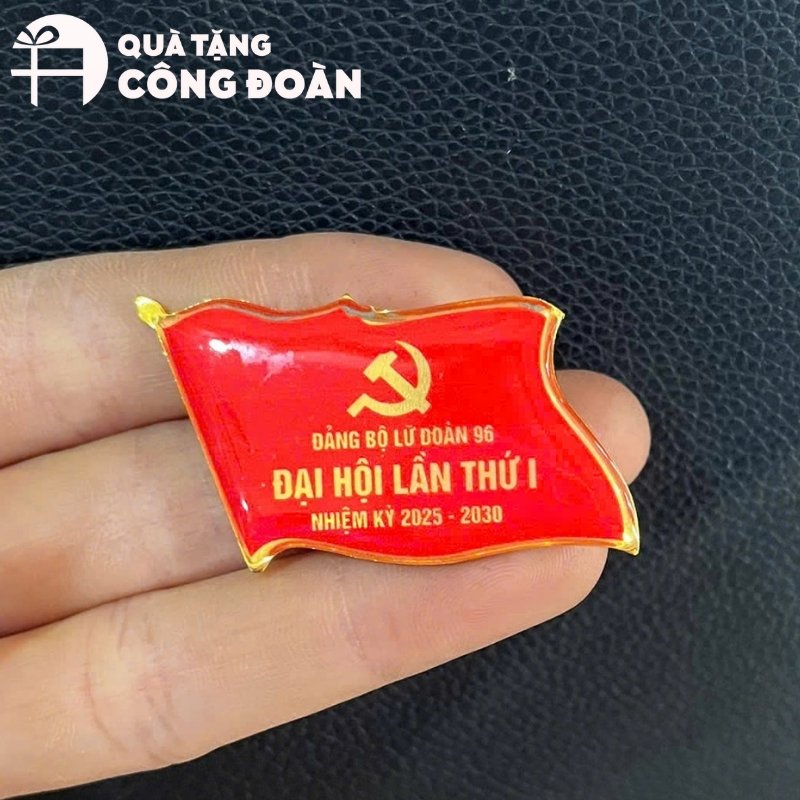 QUÀ TẶNG
CÔNG ĐOÀN
ĐẢNG BỘ LỮ ĐOÀN 96
ĐẠI HỘI LẦN THỨ I
NHIỆM KỲ 2025 - 2030